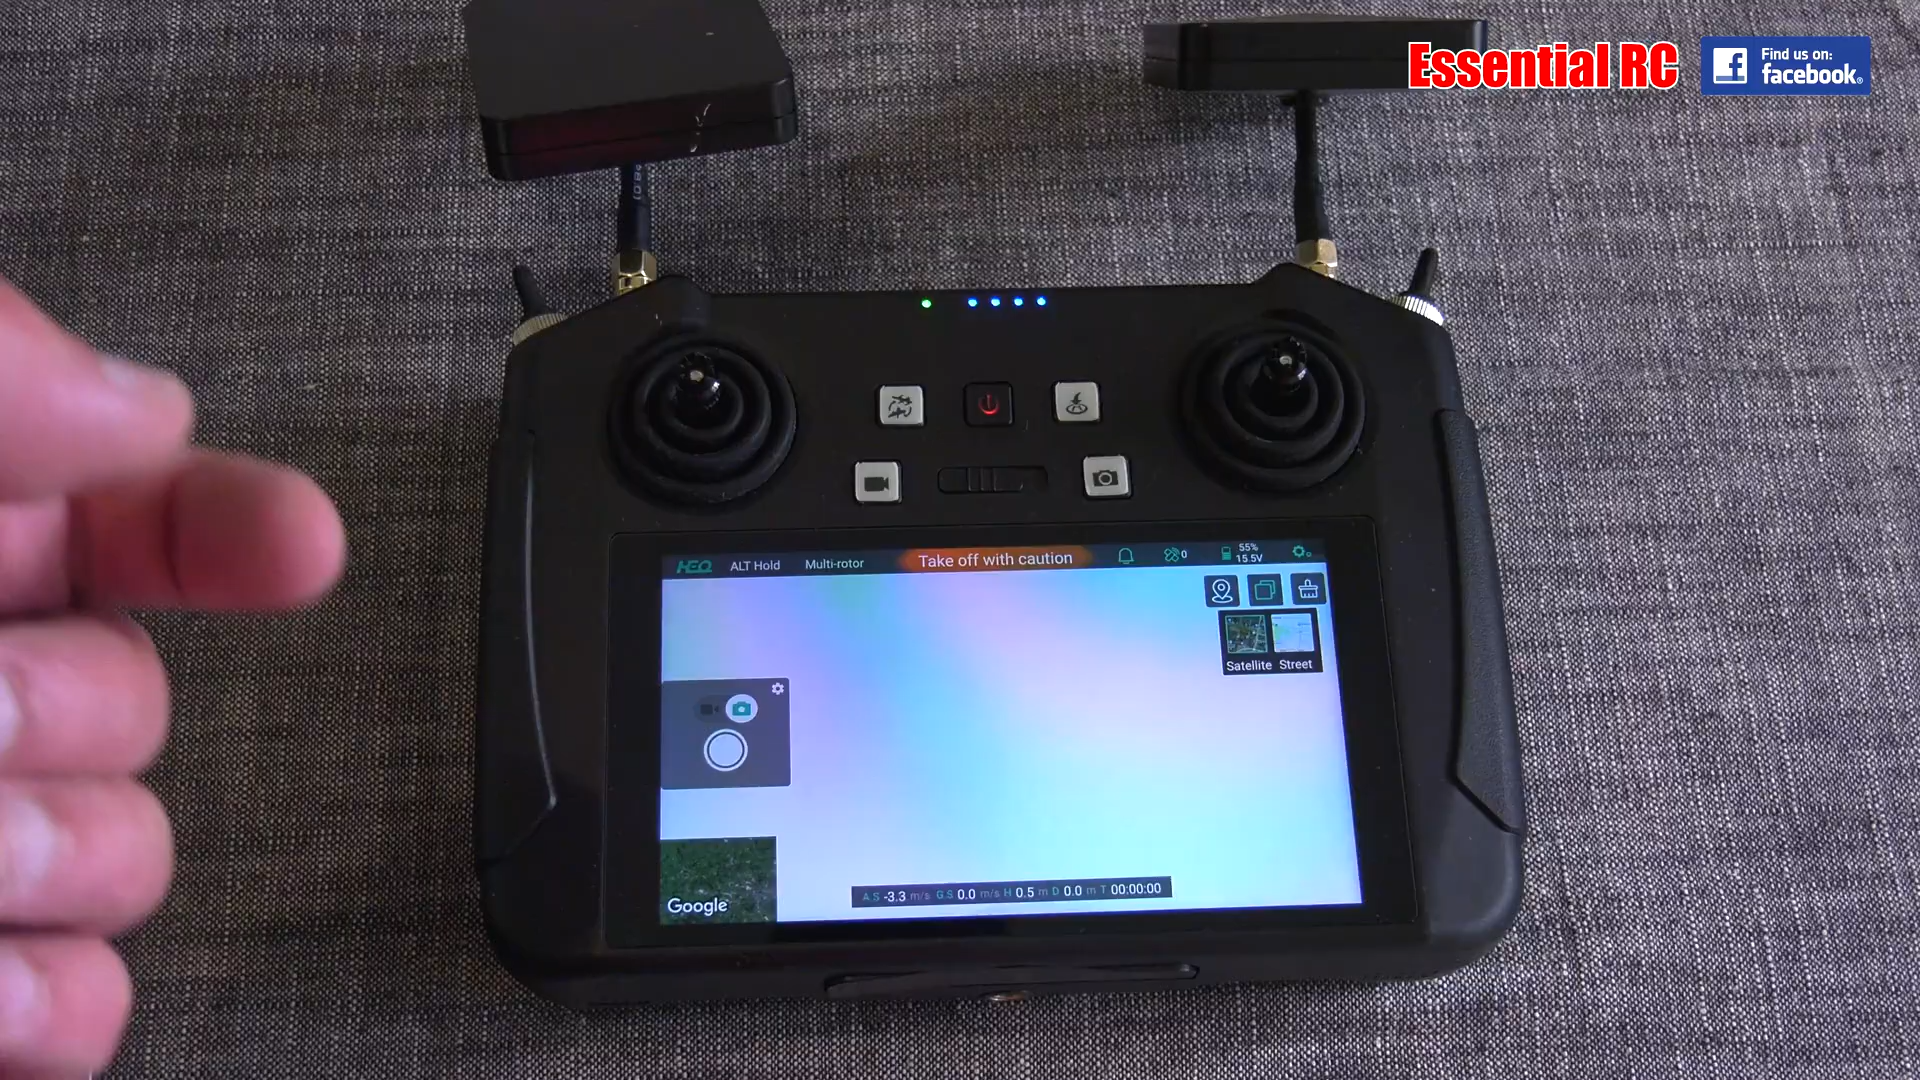 Essential RC
Find us on:
facebook
HEQ ALT Hold Multi-rotor Take off with caution 0 55%
15.5V
Satellite Street
Google
A.S -3.3 m/s G.S 0.0 m/s H 0.5 m D 0.0 m T 00:00:00